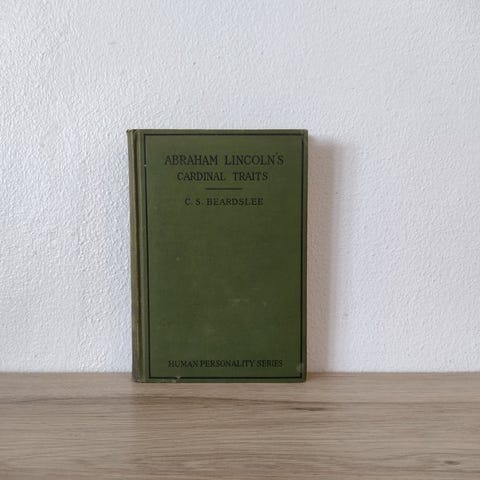 ABRAHAM LINCOLN'S
CARDINAL TRAITS
C. S. BEARDSLEE
HUMAN PERSONALITY SERIES